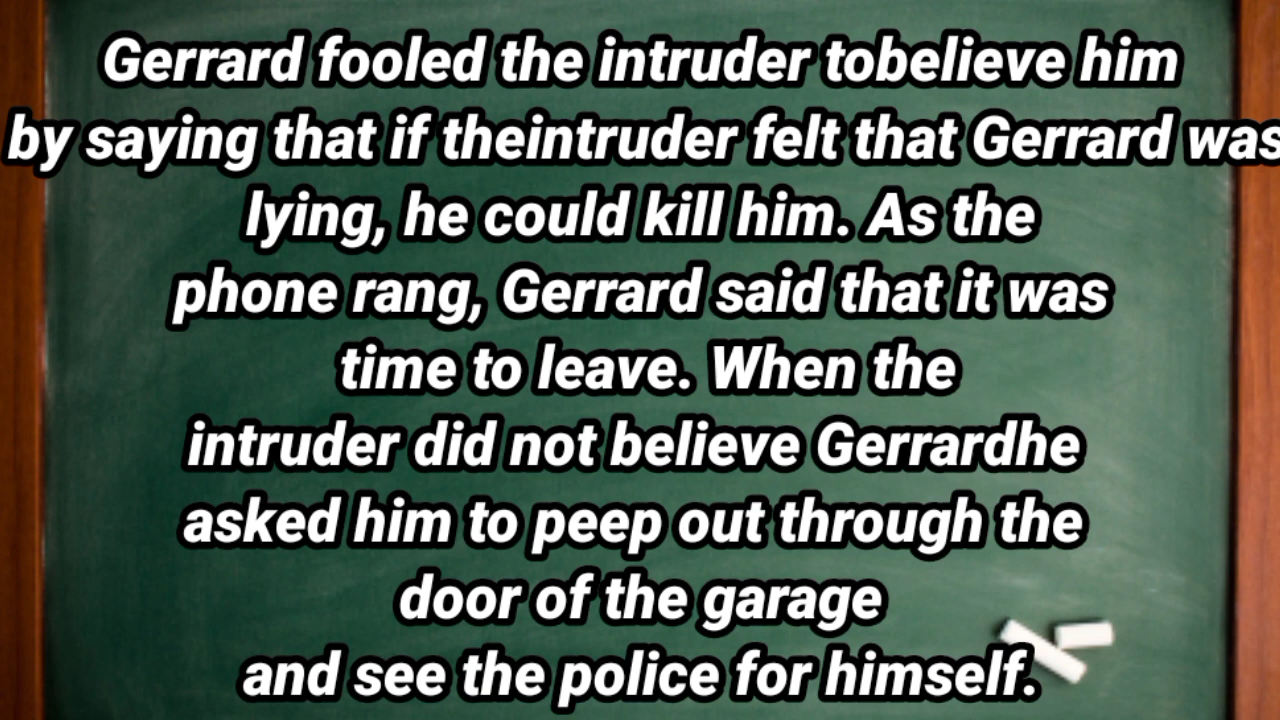 Gerrard fooled the intruder tobelieve him
by saying that if theintruder felt that Gerrard was
lying, he could kill him. As the
phone rang, Gerrard said that it was
time to leave. When the
intruder did not believe Gerrardhe
asked him to peep out through the
door of the garage
and see the police for himself.